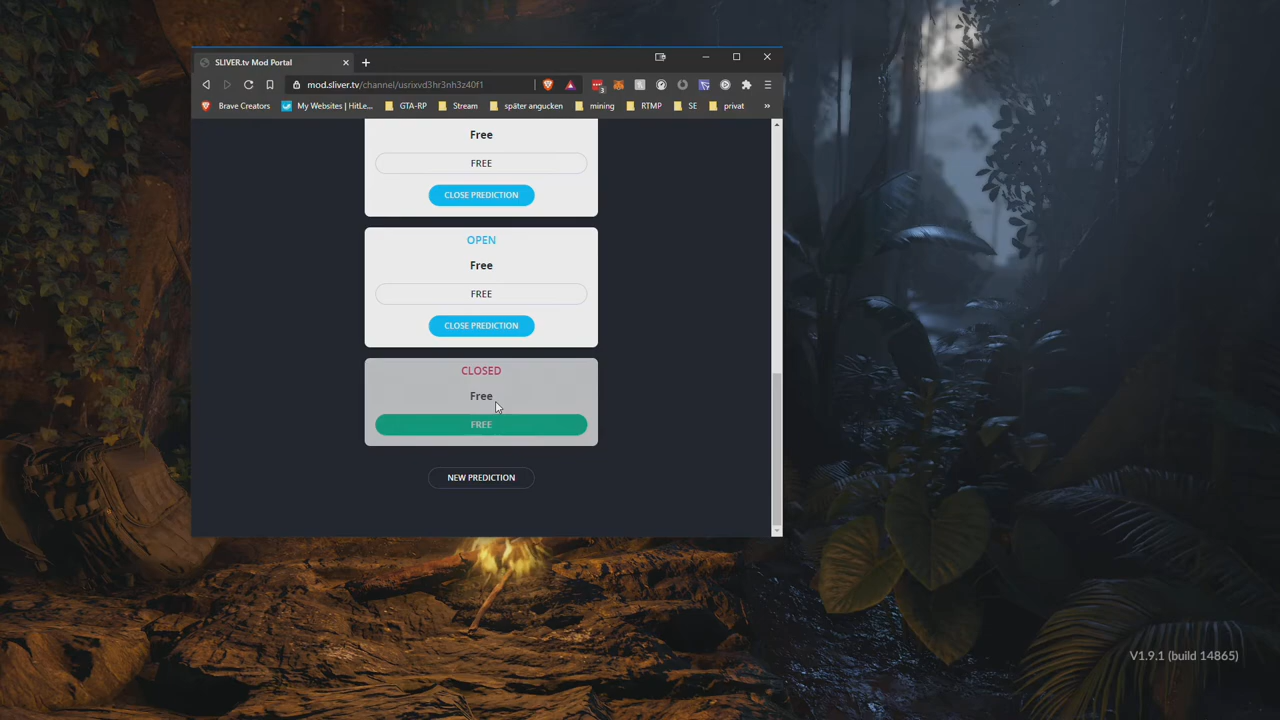 SLIVER.tv Mod Portal
mod.sliver.tv/channel/usrixvd3hr3nh3z40f1
3
Brave Creators
My Websites | HitLe...
GTA-RP
Stream
später angucken
mining
RTMP
SE
privat
»
Free
FREE
CLOSE PREDICTION
OPEN
Free
FREE
CLOSE PREDICTION
CLOSED
Free
FREE
NEW PREDICTION
V1.9.1 (build 14865)